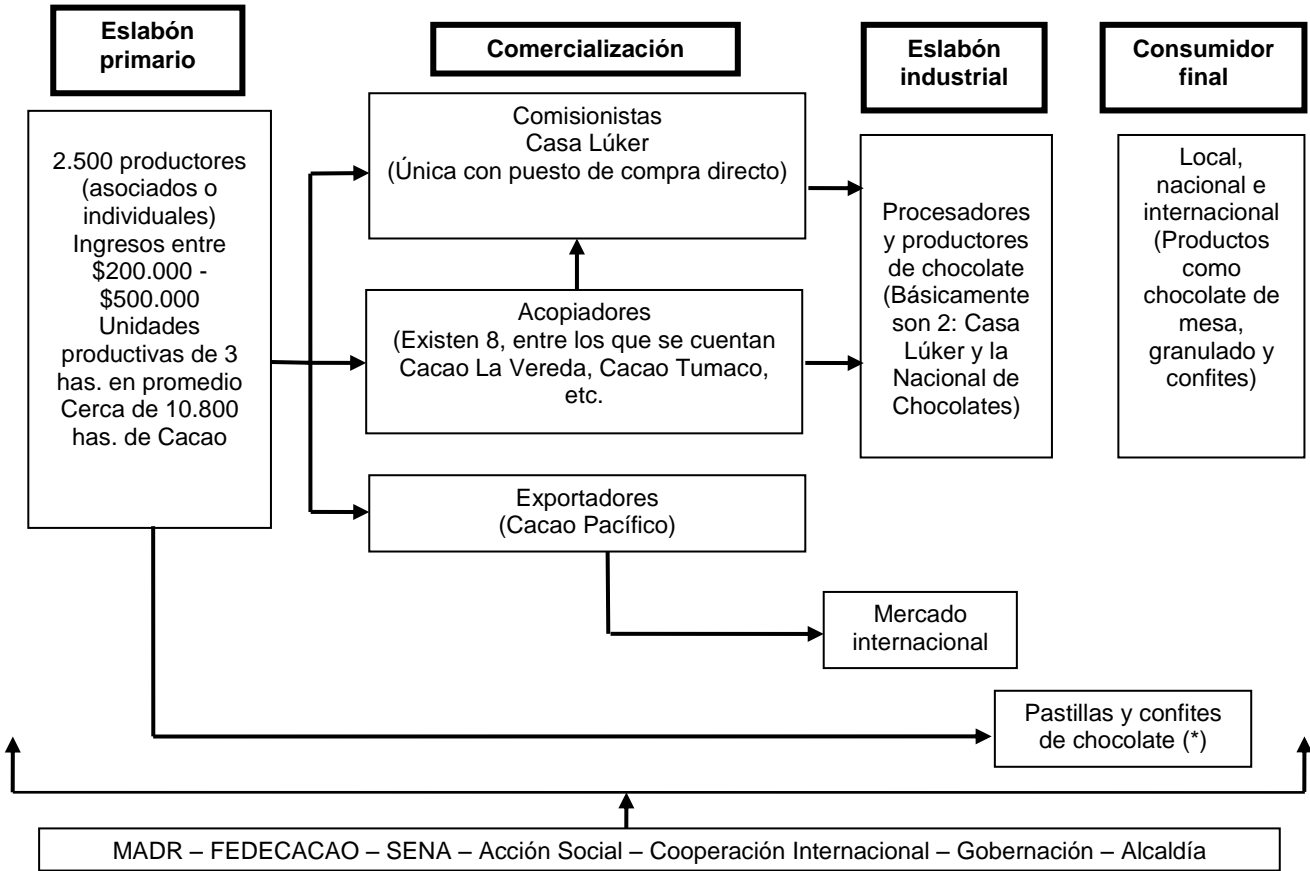 Eslabón
primario
Comercialización
Eslabón
industrial
Consumidor
final
2.500 productores
(asociados o
individuales)
Ingresos entre
$200.000 -
$500.000
Unidades
productivas de 3
has. en promedio
Cerca de 10.800
has. de Cacao
Comisionistas
Casa Lúker
(Única con puesto de compra directo)
Acopiadores
(Existen 8, entre los que se cuentan
Cacao La Vereda, Cacao Tumaco,
etc.
Exportadores
(Cacao Pacífico)
Procesadores
y productores
de chocolate
(Básicamente
son 2: Casa
Lúker y la
Nacional de
Chocolates)
Local,
nacional e
internacional
(Productos
como
chocolate de
mesa,
granulado y
confites)
Mercado
internacional
Pastillas y confites
de chocolate (*)
MADR – FEDECACAO – SENA – Acción Social – Cooperación Internacional – Gobernación – Alcaldía